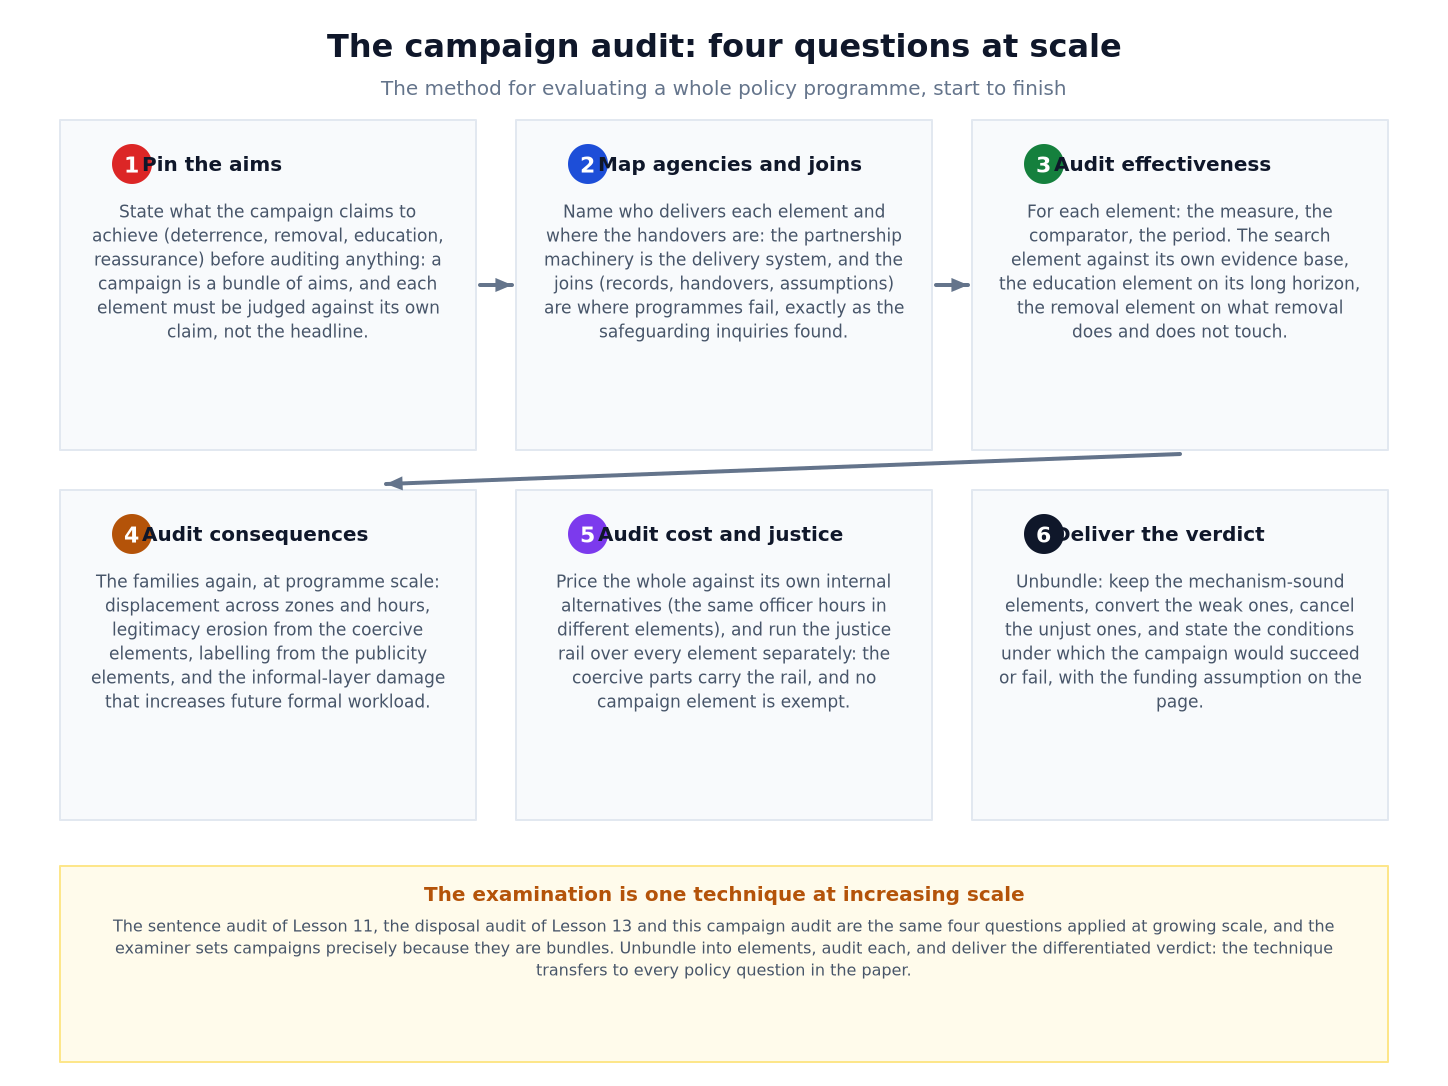 The campaign audit: four questions at scale
The method for evaluating a whole policy programme, start to finish
1 Pin the aims
State what the campaign claims to
achieve (deterrence, removal, education,
reassurance) before auditing anything: a
campaign is a bundle of aims, and each
element must be judged against its own
claim, not the headline.
2 Map agencies and joins
Name who delivers each element and
where the handovers are: the partnership
machinery is the delivery system, and the
joins (records, handovers, assumptions)
are where programmes fail, exactly as the
safeguarding inquiries found.
3 Audit effectiveness
For each element: the measure, the
comparator, the period. The search
element against its own evidence base,
the education element on its long horizon,
the removal element on what removal
does and does not touch.
4 Audit consequences
The families again, at programme scale:
displacement across zones and hours,
legitimacy erosion from the coercive
elements, labelling from the publicity
elements, and the informal-layer damage
that increases future formal workload.
5 Audit cost and justice
Price the whole against its own internal
alternatives (the same officer hours in
different elements), and run the justice
rail over every element separately: the
coercive parts carry the rail, and no
campaign element is exempt.
6 Deliver the verdict
Unbundle: keep the mechanism-sound
elements, convert the weak ones, cancel
the unjust ones, and state the conditions
under which the campaign would succeed
or fail, with the funding assumption on the
page.
The examination is one technique at increasing scale
The sentence audit of Lesson 11, the disposal audit of Lesson 13 and this campaign audit are the same four questions applied at growing scale, and the
examiner sets campaigns precisely because they are bundles. Unbundle into elements, audit each, and deliver the differentiated verdict: the technique
transfers to every policy question in the paper.